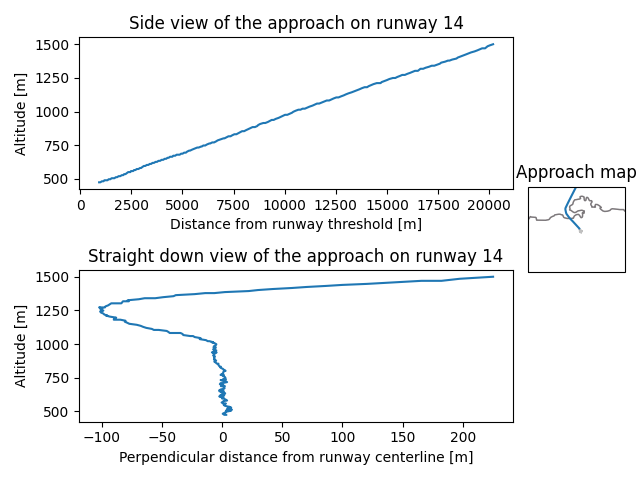 Side view of the approach on runway 14
Altitude [m]
1500
1250
1000
750
500
0 2500 5000 7500 10000 12500 15000 17500 20000
Distance from runway threshold [m]
Approach map
Straight down view of the approach on runway 14
Altitude [m]
1500
1250
1000
750
500
−100 −50 0 50 100 150 200
Perpendicular distance from runway centerline [m]